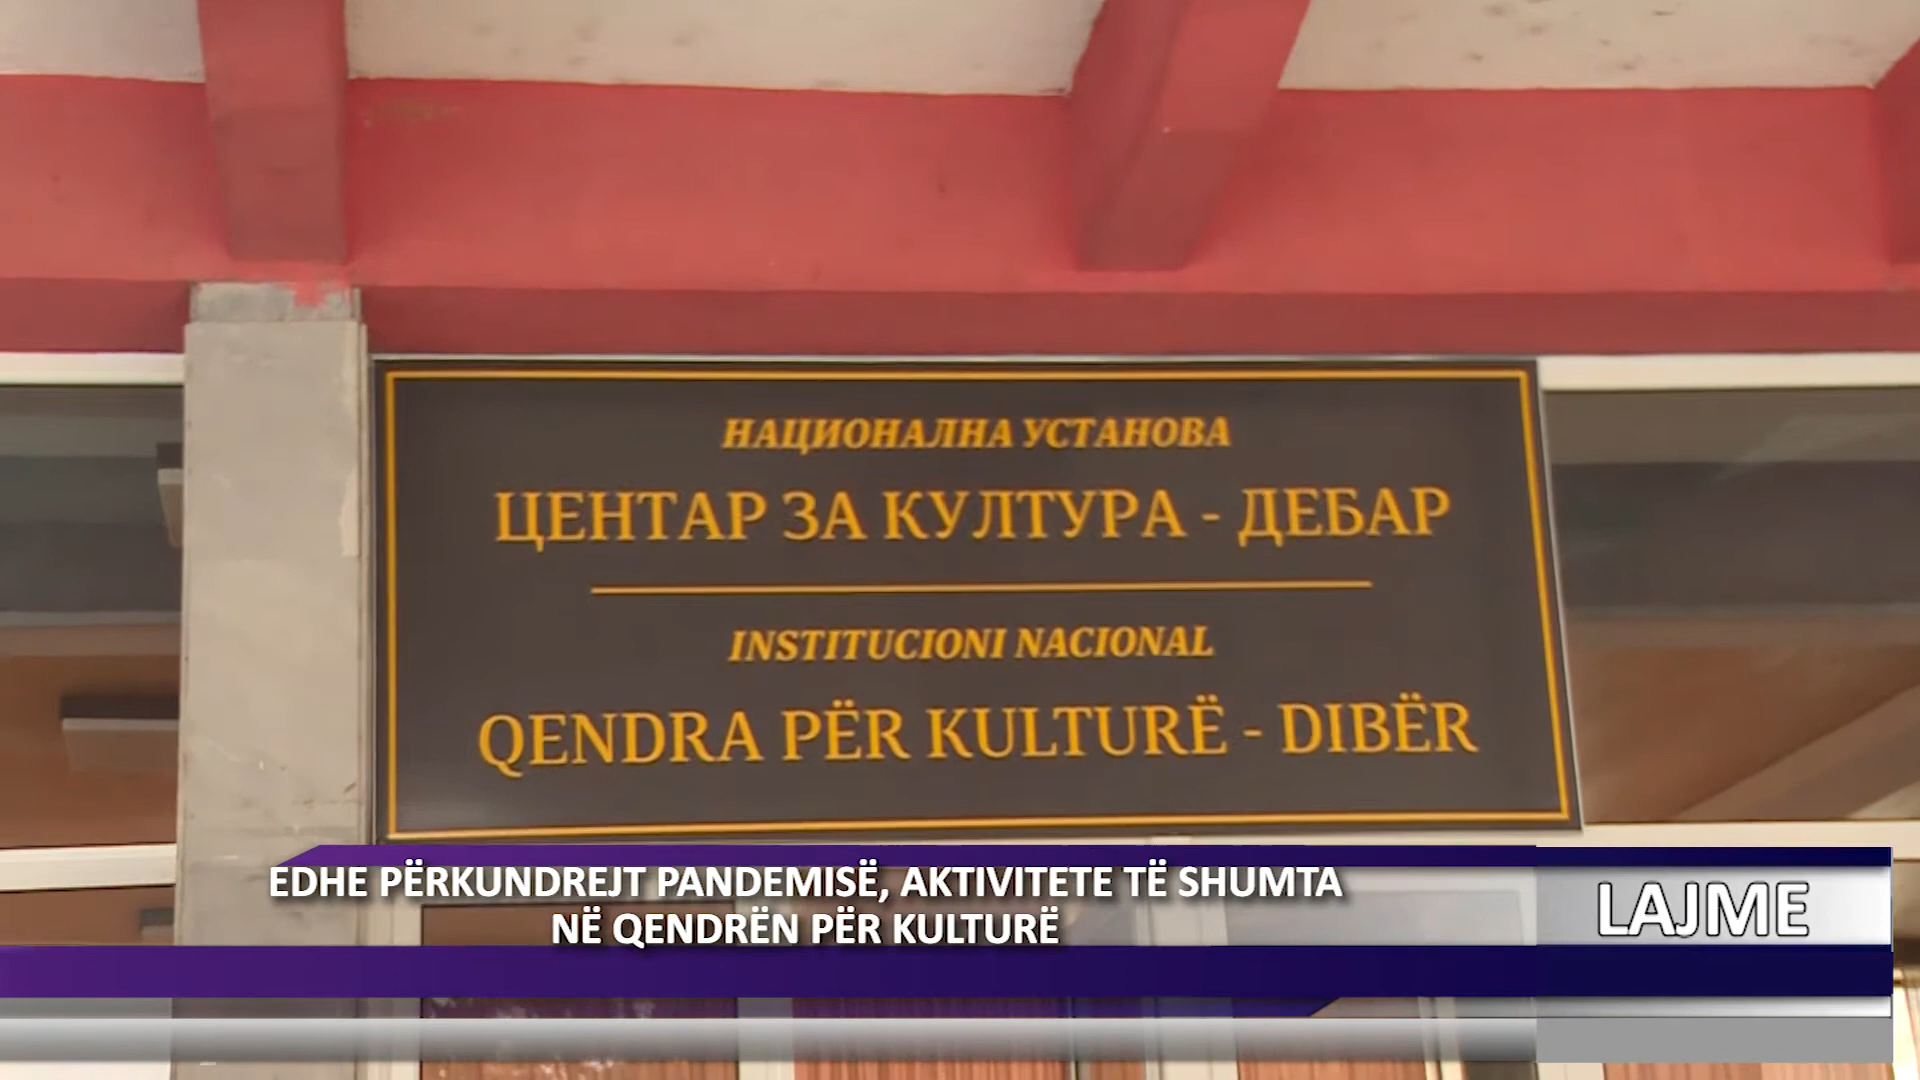 НАЦИОНАЛНА УСТАНОВА
ЦЕНТАР ЗА КУЛТУРА - ДЕБАР
INSTITUCIONI NACIONAL
QENDRA PËR KULTURË - DIBËR
EDHE PËRKUNDREJT PANDEMISË, AKTIVITETE TË SHUMTA
NË QENDRËN PËR KULTURË
LAJME